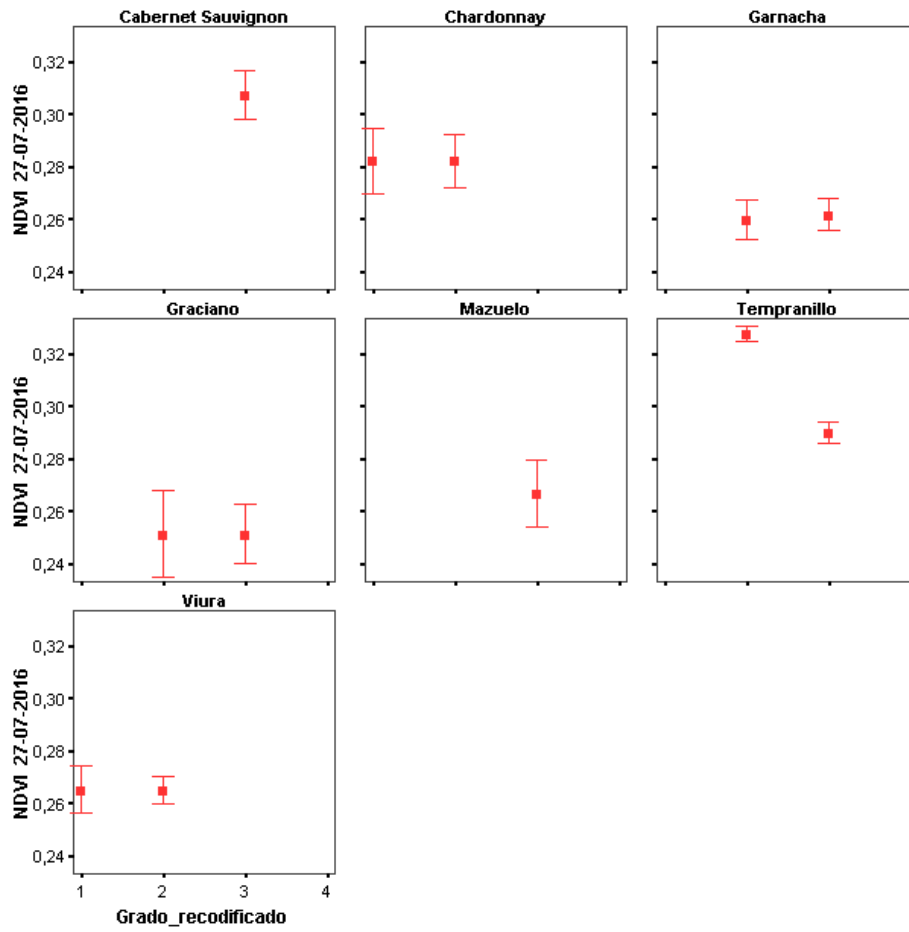 Cabernet Sauvignon
Chardonnay
Garnacha
NDVI 27-07-2016
0,32
0,30
0,28
0,26
0,24
Graciano
Mazuelo
Tempranillo
NDVI 27-07-2016
0,32
0,30
0,28
0,26
0,24
Viura
NDVI 27-07-2016
0,32
0,30
0,28
0,26
0,24
1 2 3 4
Grado_recodificado